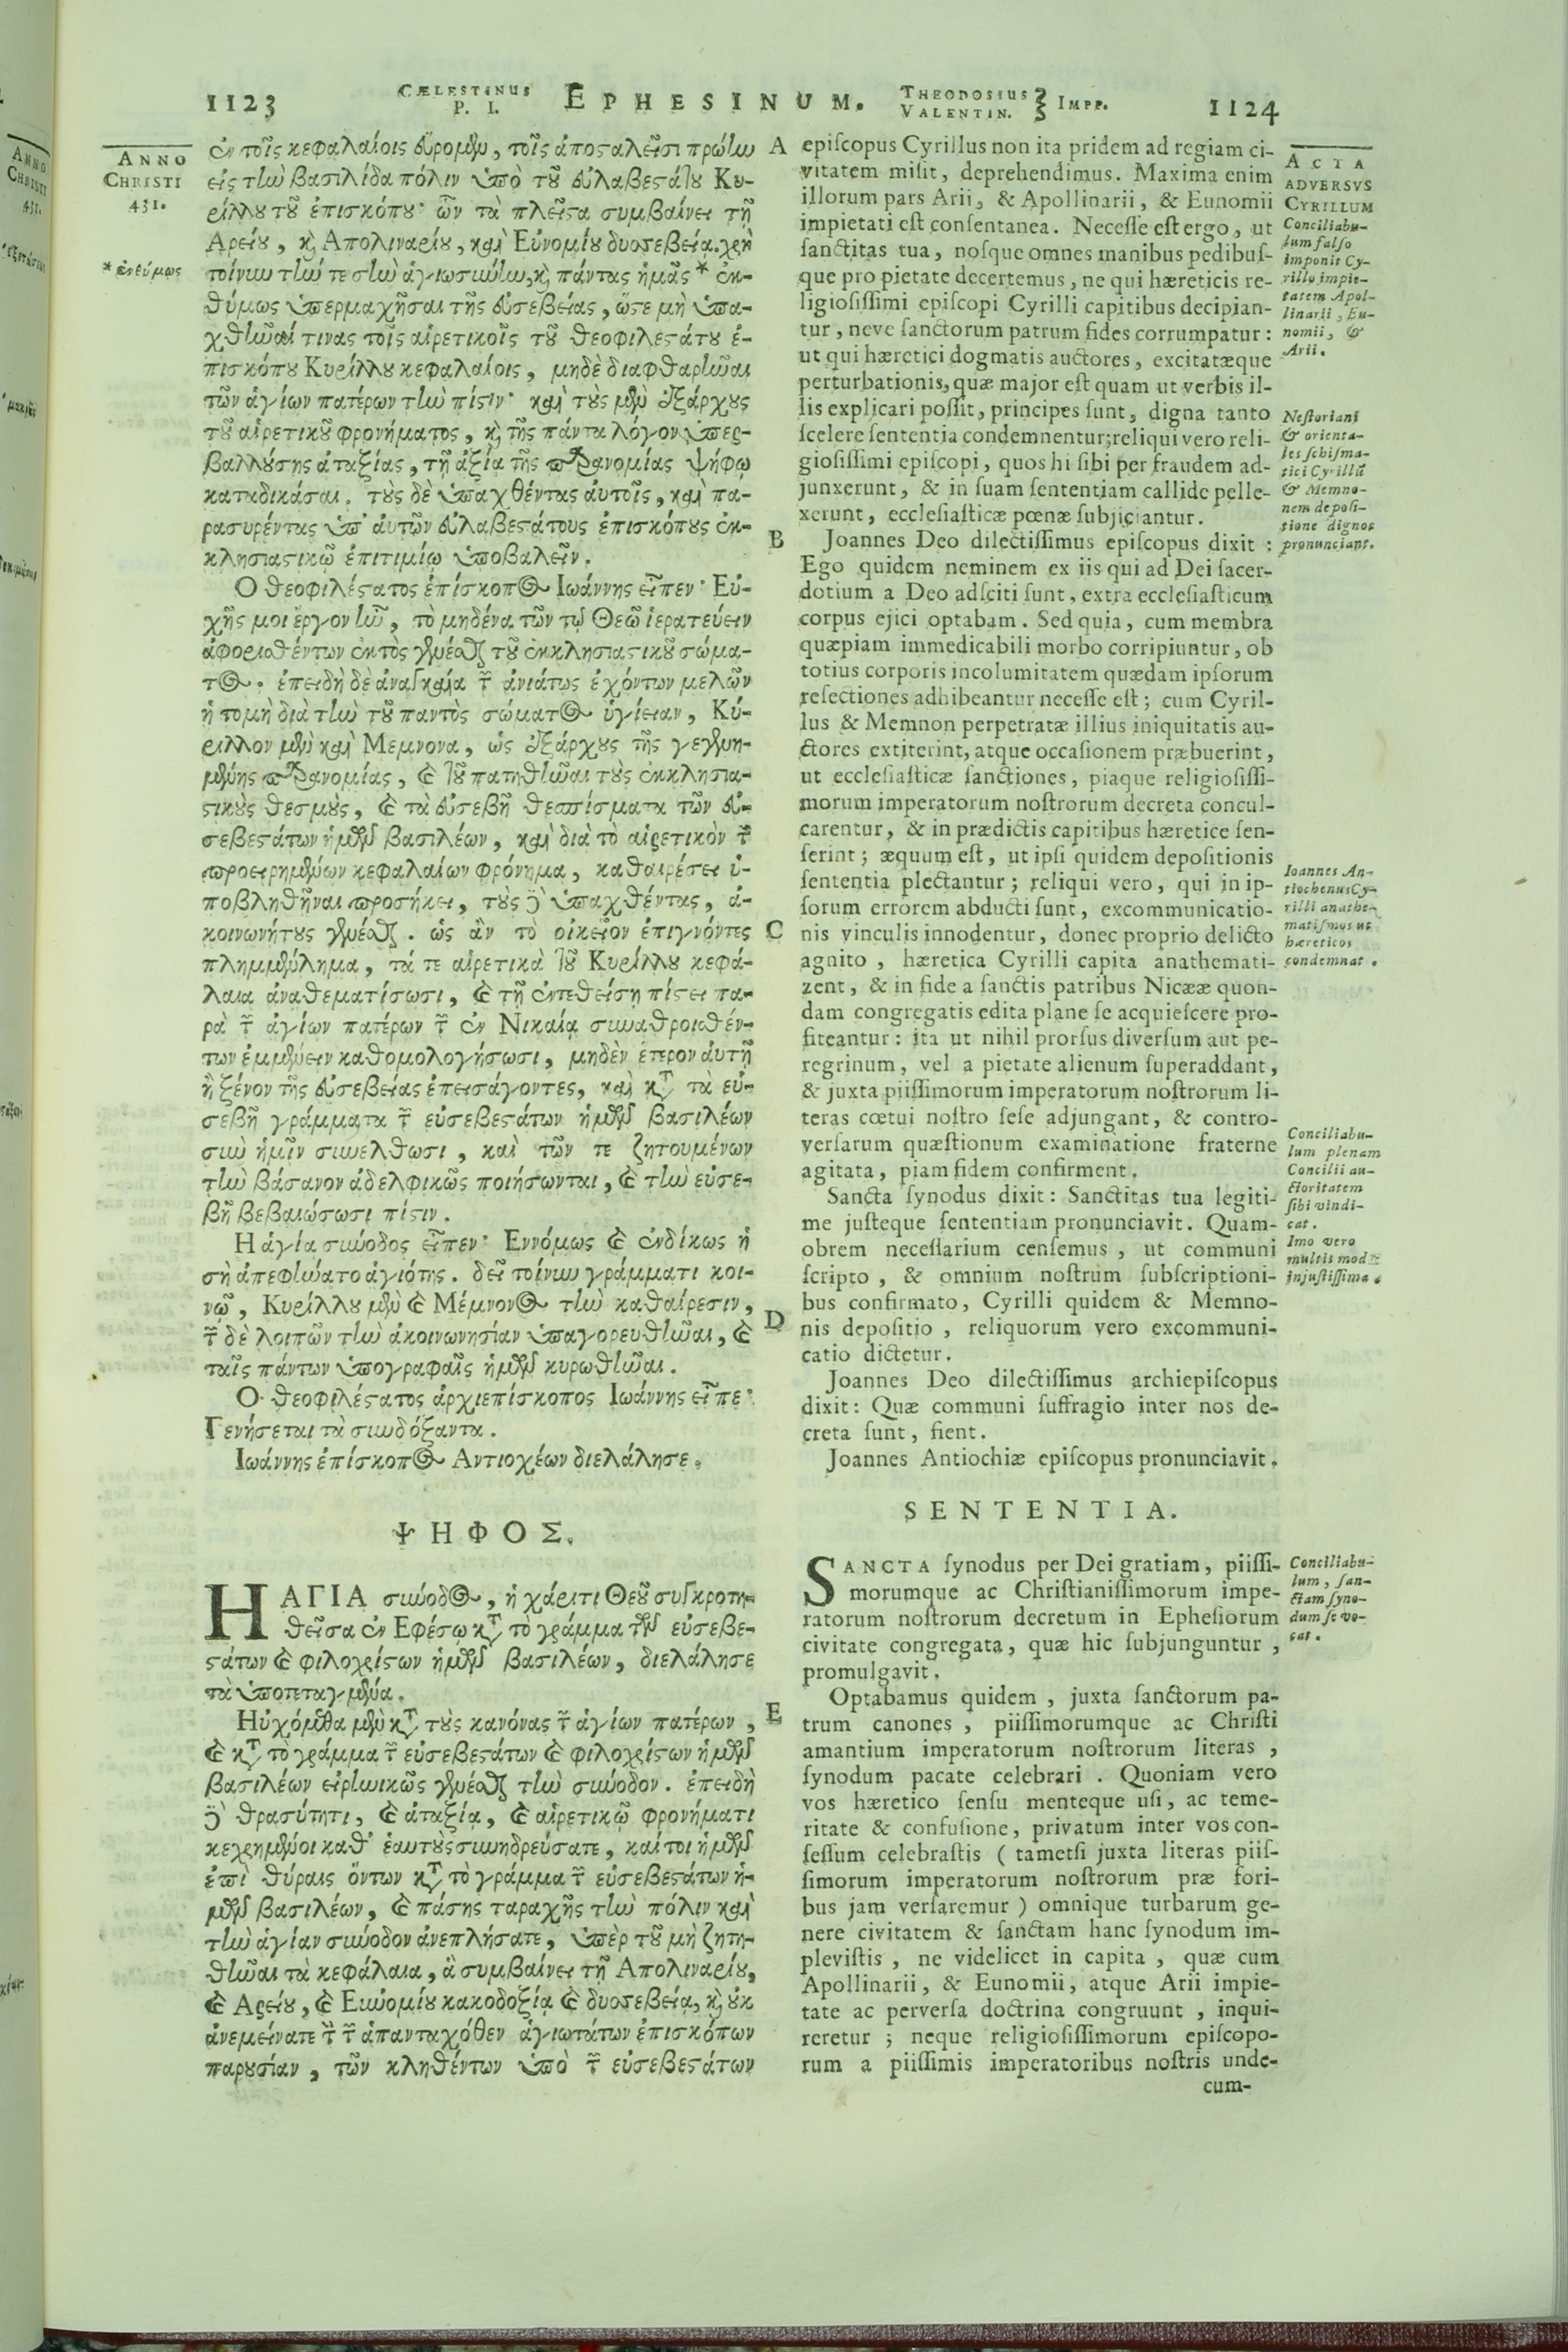 1123
CÆLESTINUS
P. I.
EPHESINUM.
THEODOSIUS
VALENTIN.
IMPP.
1124
ANNO
CHRISTI
431.
* ἐνθύμως
ἐν τοῖς κεφαλαίοις εὕρομεν, τοῖς ἀποσταλεῖσι πρώην
εἰς τὴν βασιλίδα πόλιν ὑπὸ τοῦ εὐλαβεστάτου Κυ-
ρίλλου τοῦ ἐπισκόπου· ὧν τὰ πλεῖστα συμβαίνει τῇ
Αρείου, καὶ Απολιναρίου, καὶ Εὐνομίου δυσσεβείᾳ. χρὴ
τοίνυν τήν τε σὴν ἁγιωσύνην, καὶ πάντας ἡμᾶς * ἐκ-
θύμως ὑπερμαχῆσαι τῆς εὐσεβείας, ὥστε μὴ ὑπα-
χθῆναί τινας τοῖς αἱρετικοῖς τοῦ θεοφιλεστάτου ἐ-
πισκόπου Κυρίλλου κεφαλαίοις, μηδὲ διαφθαρῆναι
τῶν ἁγίων πατέρων τὴν πίστιν· καὶ τοὺς μὲν ἐξάρχους
τοῦ αἱρετικοῦ φρονήματος, καὶ τῆς πάντα λόγον ὑπερ-
βαλλούσης ἀταξίας, τῇ ἀξίᾳ τῆς παρανομίας ψήφῳ
καταδικάσαι. τοὺς δὲ ὑπαχθέντας αὐτοῖς, καὶ πα-
ρασυρέντας ὑπ' αὐτῶν εὐλαβεστάτους ἐπισκόπους ἐκ-
κλησιαστικῷ ἐπιτιμίῳ ὑποβαλεῖν.
Ο θεοφιλέστατος ἐπίσκοπος Ιωάννης εἶπεν· Εὐ-
χῆς μοι ἔργον ἦν, τὸ μηδένα τῶν τῷ Θεῷ ἱερατεύειν
ἀφορισθέντων ἐκτὸς γενέσθαι τοῦ ἐκκλησιαστικοῦ σώμα-
τος. ἐπειδὴ δὲ ἀναγκαία τῶν ἀνιάτως ἐχόντων μελῶν
ἡ τομὴ διὰ τὴν τοῦ παντὸς σώματος ὑγίειαν, Κύ-
ριλλον μὲν καὶ Μέμνονα, ὡς ἐξάρχους τῆς γεγενη-
μένης παρανομίας, καὶ τοῦ πατηθῆναι τοὺς ἐκκλησια-
στικοὺς θεσμοὺς, καὶ τὰ εὐσεβῆ θεσπίσματα τῶν εὐ-
σεβεστάτων ἡμῶν βασιλέων, καὶ διὰ τὸ αἱρετικὸν τῶν
προειρημένων κεφαλαίων φρόνημα, καθαιρέσει ὑ-
ποβληθῆναι προσήκει, τοὺς δὲ ὑπαχθέντας, ἀ-
κοινωνήτους γενέσθαι. ὡς ἂν τὸ οἰκεῖον ἐπιγνόντες
πλημμέλημα, τά τε αἱρετικὰ τοῦ Κυρίλλου κεφά-
λαια ἀναθεματίσωσι, καὶ τῇ ἐκτεθείσῃ πίστει πα-
ρὰ τῶν ἁγίων πατέρων τῶν ἐν Νικαίᾳ συναθροισθέν-
των ἐμμένειν καθομολογήσωσι, μηδὲν ἕτερον αὐτῇ
ἢ ξένον τῆς εὐσεβείας ἐπεισάγοντες, καὶ κατὰ τὰ εὐ-
σεβῆ γράμματα τῶν εὐσεβεστάτων ἡμῶν βασιλέων
σὺν ἡμῖν συνέλθωσι, καὶ τῶν τε ζητουμένων
τὴν βάσανον ἀδελφικῶς ποιήσωνται, καὶ τὴν εὐσε-
βῆ βεβαιώσωσι πίστιν.
Η ἁγία σύνοδος εἶπεν· Εννόμως καὶ ἐνδίκως ἡ
σὴ ἀπεφήνατο ἁγιότης. δεῖ τοίνυν γράμματι κοι-
νῷ, Κυρίλλου μὲν καὶ Μέμνονος τὴν καθαίρεσιν,
τῶν δὲ λοιπῶν τὴν ἀκοινωνησίαν ὑπαγορευθῆναι, καὶ
ταῖς πάντων ὑπογραφαῖς ἡμῶν κυρωθῆναι.
Ο θεοφιλέστατος ἀρχιεπίσκοπος Ιωάννης εἶπε·
Γενήσεται τὰ συνδόξαντα.
Ιωάννης ἐπίσκοπος Αντιοχέων διελάλησε.
ΨΗΦΟΣ.
Η ΑΓΙΑ σύνοδος, ἡ χάριτι Θεοῦ συγκροτη-
θεῖσα ἐν Εφέσῳ κατὰ τὸ γράμμα τῶν εὐσεβε-
στάτων καὶ φιλοχρίστων ἡμῶν βασιλέων, διελάλησε
τὰ ὑποτεταγμένα.
Ηὐχόμεθα μὲν κατὰ τοὺς κανόνας τῶν ἁγίων πατέρων,
καὶ κατὰ τὸ γράμμα τῶν εὐσεβεστάτων καὶ φιλοχρίστων ἡμῶν
βασιλέων εἰρηνικῶς γενέσθαι τὴν σύνοδον. ἐπειδὴ
δὲ θρασύτητι, καὶ ἀταξίᾳ, καὶ αἱρετικῷ φρονήματι
κεχρημένοι καθ' ἑαυτοὺς συνηδρεύσατε, καίτοι ἡμῶν
ἐπὶ θύραις ὄντων κατὰ τὸ γράμμα τῶν εὐσεβεστάτων ἡ-
μῶν βασιλέων, καὶ πάσης ταραχῆς τὴν πόλιν καὶ
τὴν ἁγίαν σύνοδον ἀνεπλήσατε, ὑπὲρ τοῦ μὴ ζητη-
θῆναι τὰ κεφάλαια, ἃ συμβαίνει τῇ Απολιναρίου,
καὶ Αρείου, καὶ Εὐνομίου κακοδοξίᾳ καὶ δυσσεβείᾳ, καὶ οὐκ
ἀνεμείνατε τὴν τῶν ἁπανταχόθεν ἁγιωτάτων ἐπισκόπων
παρουσίαν, τῶν κληθέντων ὑπὸ τῶν εὐσεβεστάτων
A
B
C
D
E
episcopus Cyrillus non ita pridem ad regiam ci-
vitatem misit, deprehendimus. Maxima enim
illorum pars Arii, & Apollinarii, & Eunomii
impietati est consentanea. Necesse est ergo, ut
sanctitas tua, nosque omnes manibus pedibus-
que pro pietate decertemus, ne qui hæreticis re-
ligiosissimi episcopi Cyrilli capitibus decipian-
tur, neve sanctorum patrum fides corrumpatur:
ut qui hæretici dogmatis auctores, excitatæque
perturbationis, quæ major est quam ut verbis il-
lis explicari possit, principes sunt, digna tanto
scelere sententia condemnentur; reliqui vero reli-
giosissimi episcopi, quos hi sibi per fraudem ad-
junxerunt, & in suam sententiam callide pelle-
xerunt, ecclesiasticæ pœnæ subjiciantur.
Joannes Deo dilectissimus episcopus dixit:
Ego quidem neminem ex iis qui ad Dei sacer-
dotium a Deo adsciti sunt, extra ecclesiasticum
corpus ejici optabam. Sed quia, cum membra
quæpiam immedicabili morbo corripiuntur, ob
totius corporis incolumitatem quædam ipsorum
resectiones adhibeantur necesse est; cum Cyril-
lus & Memnon perpetratæ illius iniquitatis au-
ctores extiterint, atque occasionem præbuerint,
ut ecclesiasticæ sanctiones, piaque religiosissi-
morum imperatorum nostrorum decreta concul-
carentur, & in prædictis capitibus hæretice sen-
serint; æquum est, ut ipsi quidem depositionis
sententia plectantur; reliqui vero, qui in ip-
sorum errorem abducti sunt, excommunicatio-
nis vinculis innodentur, donec proprio delicto
agnito, hæretica Cyrilli capita anathemati-
zent, & in fide a sanctis patribus Nicææ quon-
dam congregatis edita plane se acquiescere pro-
fiteantur: ita ut nihil prorsus diversum aut pe-
regrinum, vel a pietate alienum superaddant,
& juxta piissimorum imperatorum nostrorum li-
teras cœtui nostro sese adjungant, & contro-
versarum quæstionum examinatione fraterne
agitata, piam fidem confirment.
Sancta synodus dixit: Sanctitas tua legiti-
me justeque sententiam pronunciavit. Quam-
obrem necessarium censemus, ut communi
scripto, & omnium nostrum subscriptioni-
bus confirmato, Cyrilli quidem & Memno-
nis depositio, reliquorum vero excommuni-
catio dictetur.
Joannes Deo dilectissimus archiepiscopus
dixit: Quæ communi suffragio inter nos de-
creta sunt, fient.
Joannes Antiochiæ episcopus pronunciavit.
SENTENTIA.
SANCTA synodus per Dei gratiam, piissi-
morumque ac Christianissimorum impe-
ratorum nostrorum decretum in Ephesiorum
civitate congregata, quæ hic subjunguntur,
promulgavit.
Optabamus quidem, juxta sanctorum pa-
trum canones, piissimorumque ac Christi
amantium imperatorum nostrorum literas,
synodum pacate celebrari. Quoniam vero
vos hæretico sensu menteque usi, ac teme-
ritate & confusione, privatum inter vos con-
sessum celebrastis (tametsi juxta literas piis-
simorum imperatorum nostrorum præ fori-
bus jam versaremur) omnique turbarum ge-
nere civitatem & sanctam hanc synodum im-
plevistis, ne videlicet in capita, quæ cum
Apollinarii, & Eunomii, atque Arii impie-
tate ac perversa doctrina congruunt, inqui-
reretur; neque religiosissimorum episcopo-
rum a piissimis imperatoribus nostris unde-
cum-
ACTA
ADVERSVS
CYRILLUM
Conciliabu-
lum falso
imponit Cy-
rillo impie-
tatem Apol-
linarii, Eu-
nomii, &
Arii.
Nestoriani
& orienta-
les schisma-
tici Cyrillũ
& Memno-
nem deposi-
tione dignos
pronunciant.
Ioannes An-
tiochenus Cy-
rilli anathe-
matismos ut
hæreticos
condemnat.
Conciliabu-
lum plenam
Concilii au-
ctoritatem
sibi vindi-
cat.
Imo vero
multis modis
injustissima.
Conciliabu-
lum, san-
ctam syno-
dum se vo-
cat.